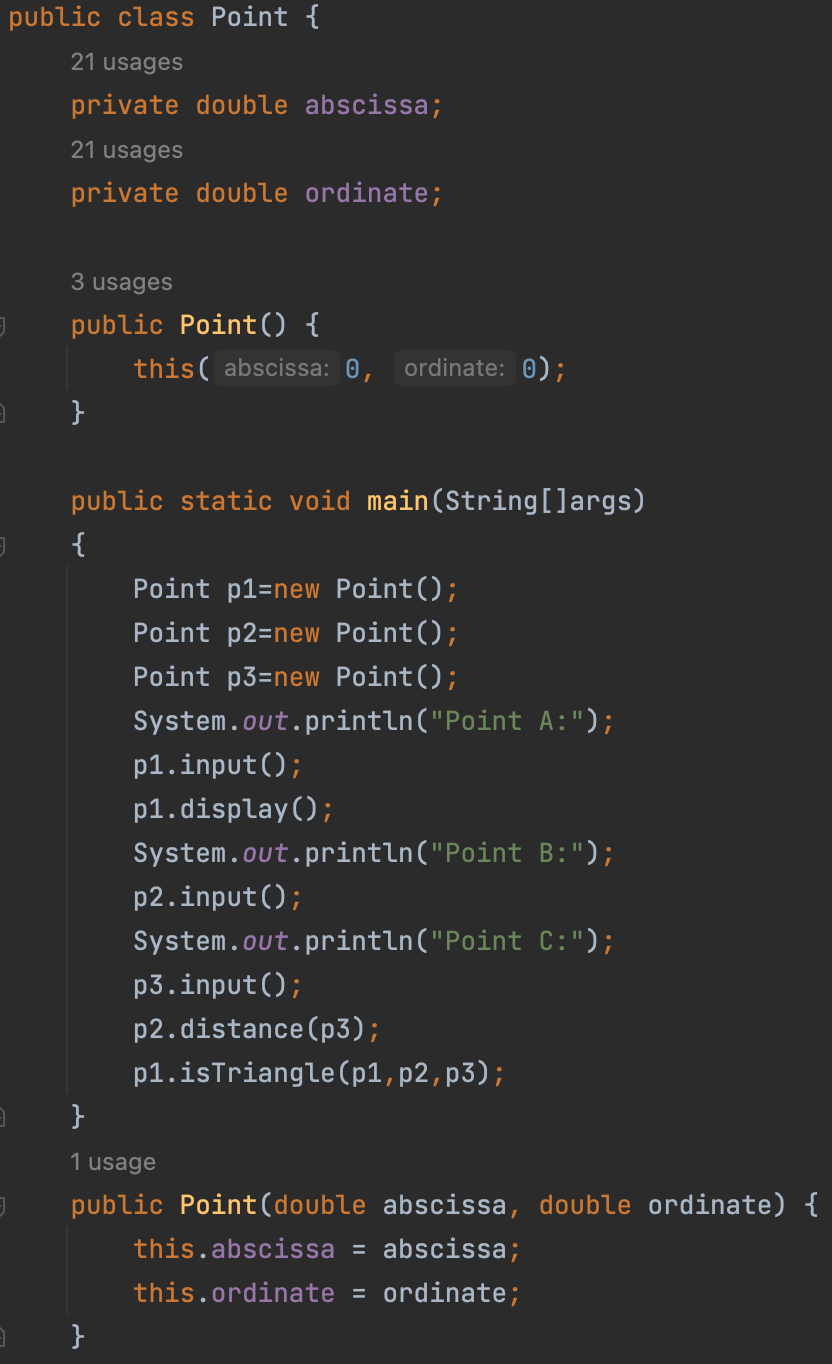 public class Point {
21 usages
private double abscissa;
21 usages
private double ordinate;
3 usages
public Point() {
this( abscissa: 0, ordinate: 0);
}
public static void main(String[]args)
{
Point p1=new Point();
Point p2=new Point();
Point p3=new Point();
System.out.println("Point A:");
p1.input();
p1.display();
System.out.println("Point B:");
p2.input();
System.out.println("Point C:");
p3.input();
p2.distance(p3);
p1.isTriangle(p1,p2,p3);
}
1 usage
public Point(double abscissa, double ordinate) {
this.abscissa = abscissa;
this.ordinate = ordinate;
}